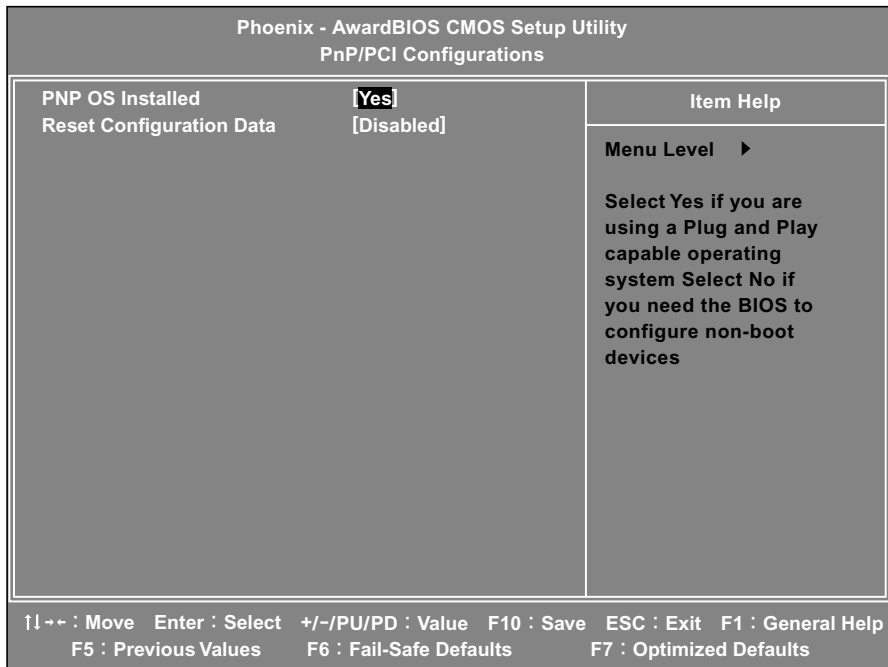 Phoenix - AwardBIOS CMOS Setup Utility
PnP/PCI Configurations
PNP OS Installed [Yes]
Reset Configuration Data [Disabled]
Item Help
Menu Level ▶
Select Yes if you are
using a Plug and Play
capable operating
system Select No if
you need the BIOS to
configure non-boot
devices
↑↓→←：Move Enter：Select +/-/PU/PD：Value F10：Save ESC：Exit F1：General Help
F5：Previous Values F6：Fail-Safe Defaults F7：Optimized Defaults